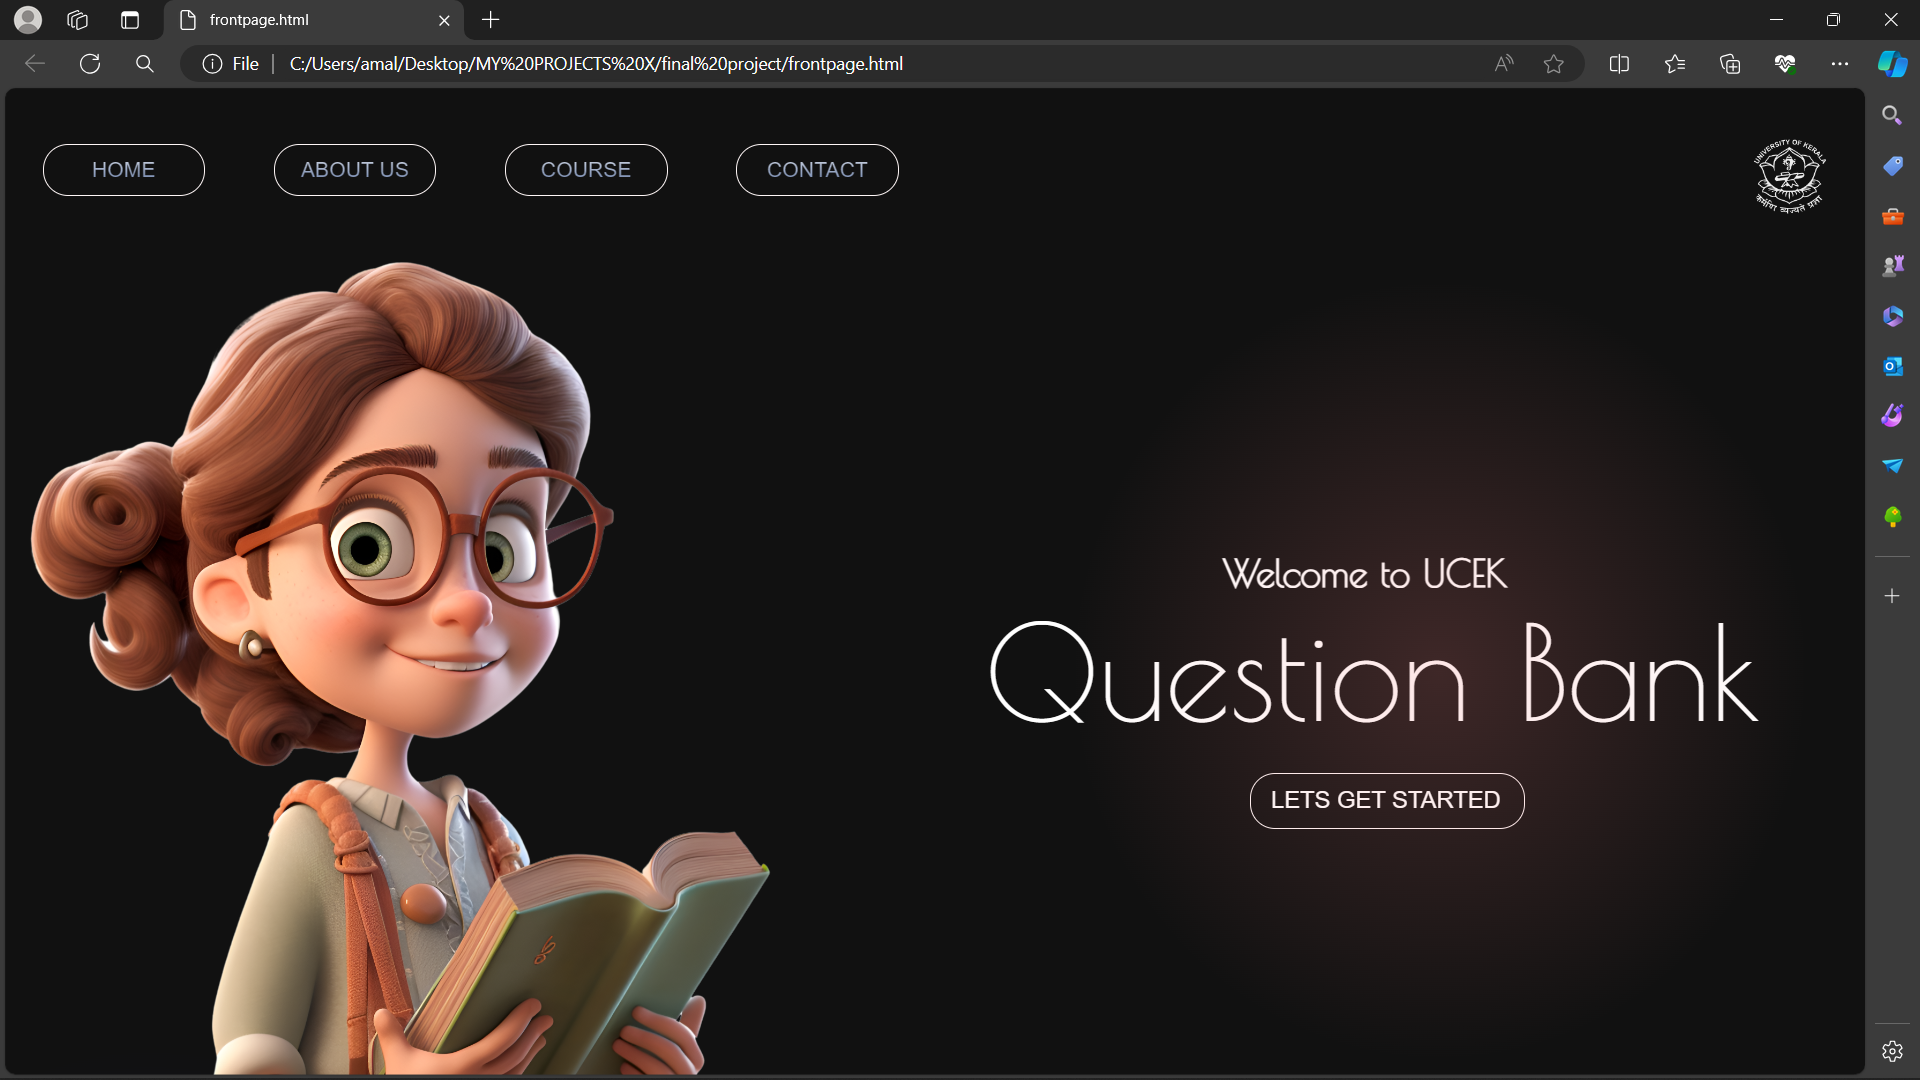 frontpage.html
File
C:/Users/amal/Desktop/MY%20PROJECTS%20X/final%20project/frontpage.html
HOME
ABOUT US
COURSE
CONTACT
UNIVERSITY OF KERALA
कर्मणि व्यज्यते प्रज्ञा
Welcome to UCEK
Question Bank
LETS GET STARTED